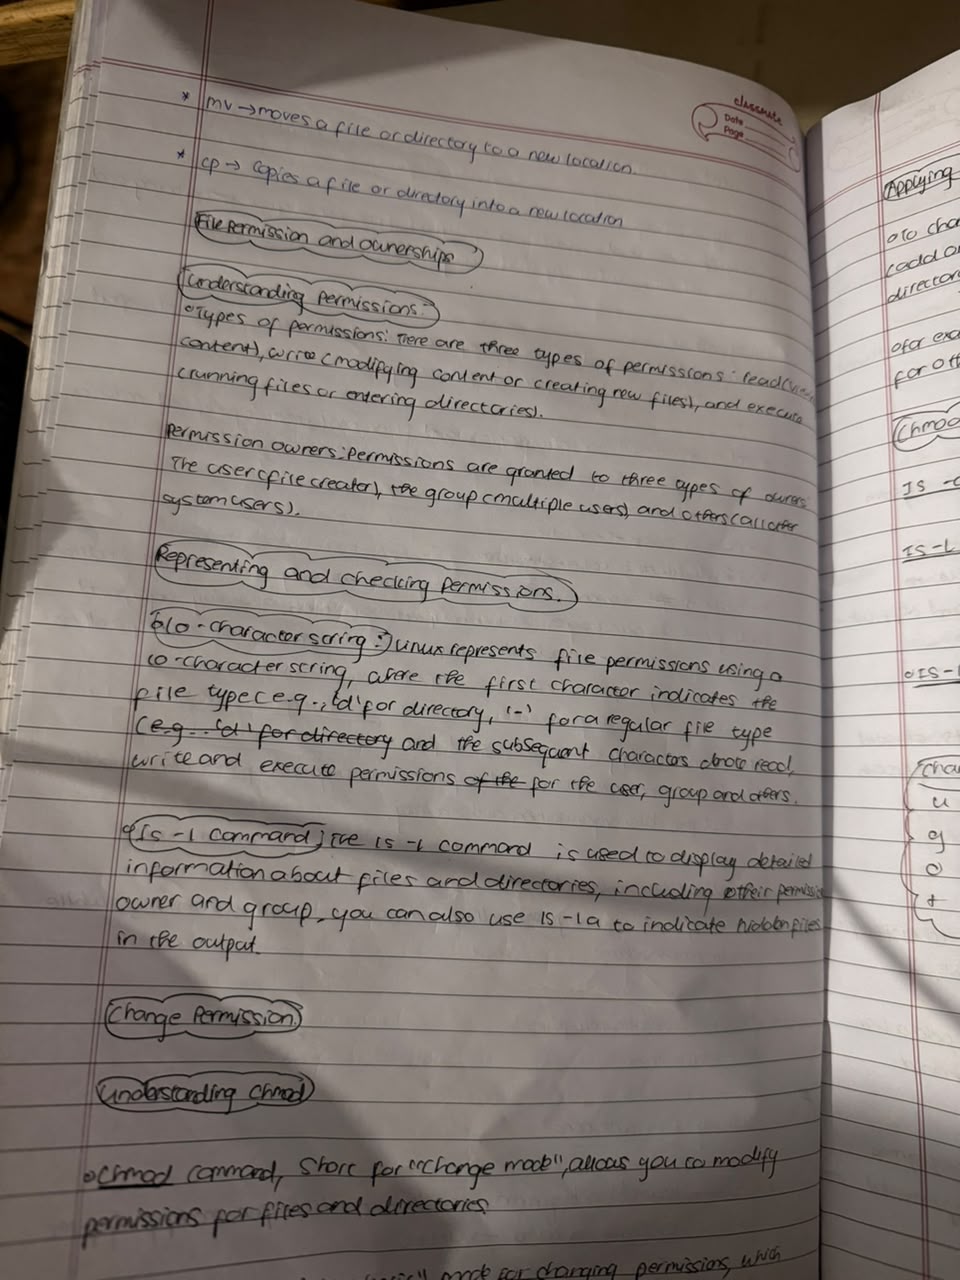 classmate
Date
Page
* mv → moves a file or directory to a new location.
* cp → copies a file or directory into a new location
File permission and ownerships
Understanding permissions:
Types of permissions: There are three types of permissions: read (view
content), write (modifying content or creating new files), and execute
(running files or entering directories).
Permission owners: Permissions are granted to three types of owners
The user (file creator), the group (multiple users) and others (all other
system users).
Representing and checking permissions.
10-character string: Linux represents file permissions using a
10-character string, where the first character indicates the
file type (e.g., 'd' for directory, '-' for a regular file type
(e.g. 'd' for directory and the subsequent characters denote read,
write and execute permissions of the for the user, group and others.
ls -l command; The ls -l command is used to display detailed
information about files and directories, including their permissio
owner and group, you can also use ls -la to indicate hidden files
in the output.
Change Permission
Understanding Chmod
Chmod command, short for "change mode", allows you to modify
permissions for files and directories
mode for changing permissions, which
Applying
to cha
(add o
director
for exa
for oth
Chmod
ls -
ls -l
ls -l
Cha
u
g
o
+